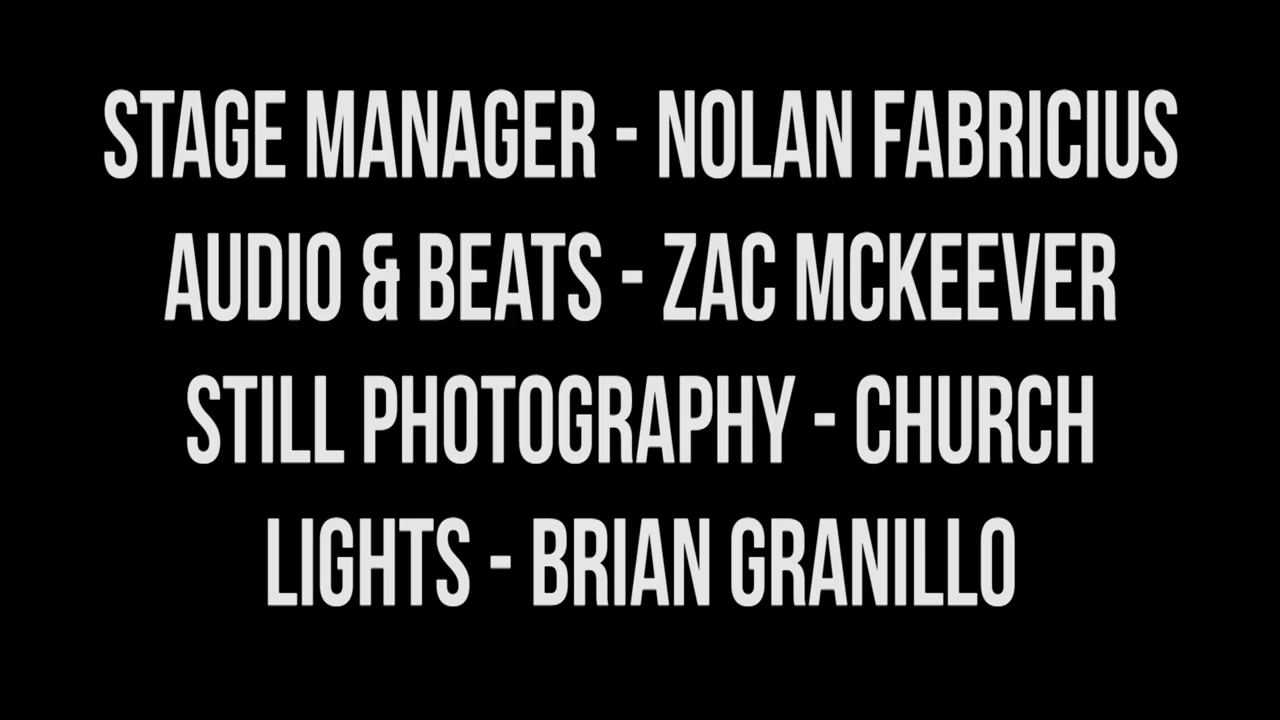 STAGE MANAGER - NOLAN FABRICIUS
AUDIO & BEATS - ZAC MCKEEVER
STILL PHOTOGRAPHY - CHURCH
LIGHTS - BRIAN GRANILLO